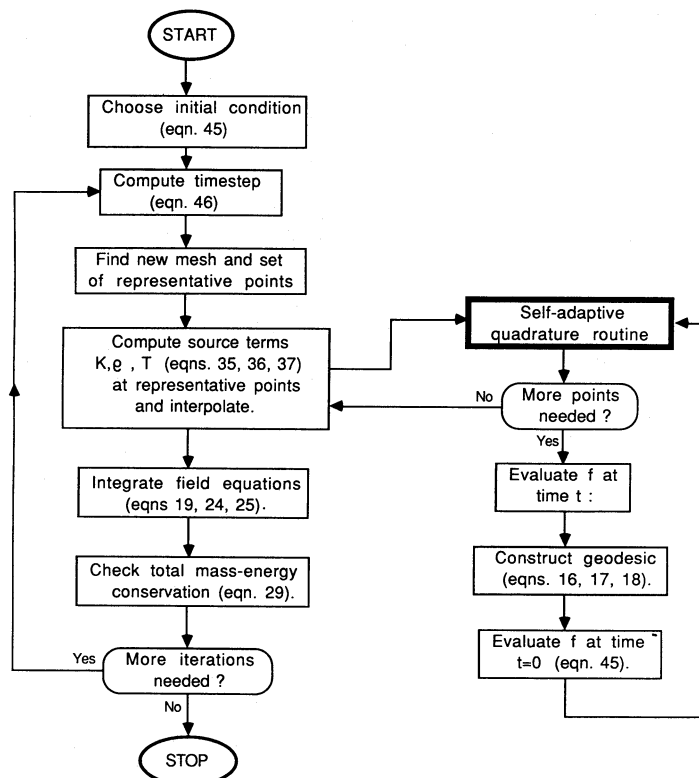 START
Choose initial condition
(eqn. 45)
Compute timestep
(eqn. 46)
Find new mesh and set
of representative points
Compute source terms
K,ϱ , T (eqns. 35, 36, 37)
at representative points
and interpolate.
Integrate field equations
(eqns 19, 24, 25).
Check total mass-energy
conservation (eqn. 29).
Yes
More iterations
needed ?
No
STOP
Self-adaptive
quadrature routine
No
More points
needed ?
Yes
Evaluate f at
time t :
Construct geodesic
(eqns. 16, 17, 18).
Evaluate f at time
t=0 (eqn. 45).